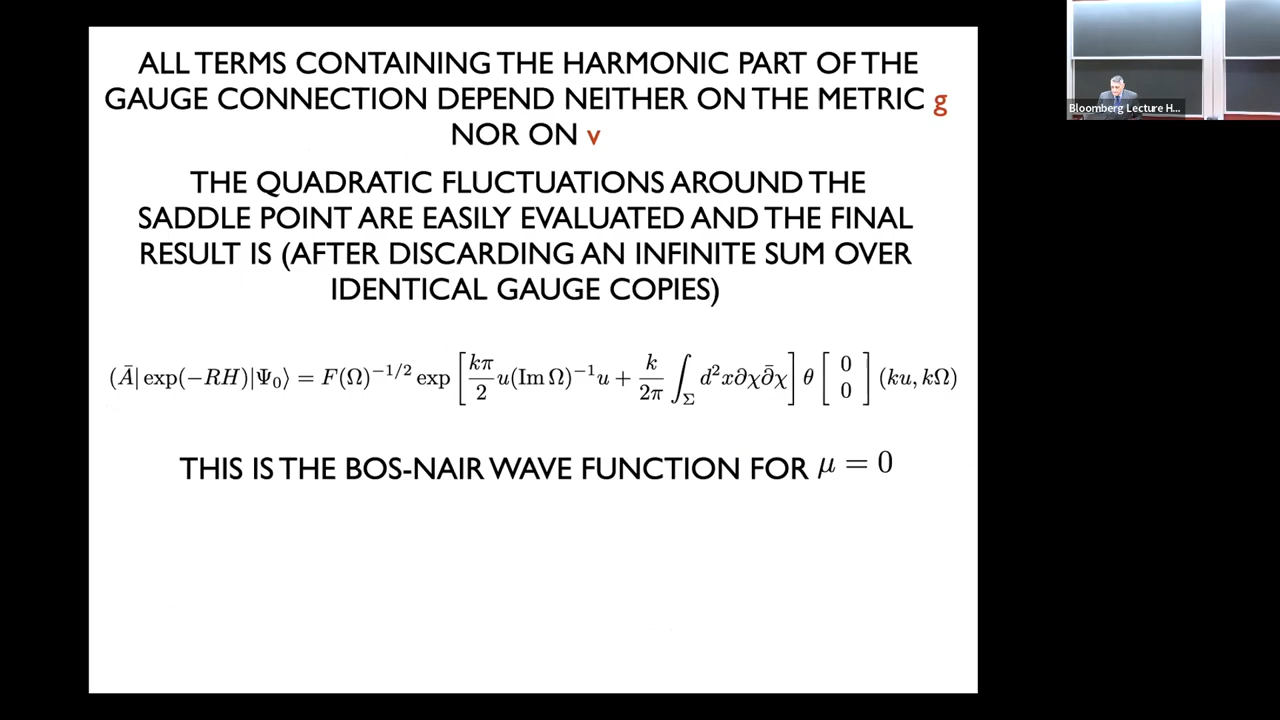 ALL TERMS CONTAINING THE HARMONIC PART OF THE
GAUGE CONNECTION DEPEND NEITHER ON THE METRIC g
NOR ON v
THE QUADRATIC FLUCTUATIONS AROUND THE
SADDLE POINT ARE EASILY EVALUATED AND THE FINAL
RESULT IS (AFTER DISCARDING AN INFINITE SUM OVER
IDENTICAL GAUGE COPIES)
(Ā| exp(−RH)|Ψ₀⟩ = F(Ω)^{−1/2} exp [ kπ/2 u(Im Ω)^{−1}u + k/2π ∫_Σ d²x∂χ∂̄χ ] θ [ 0 0 ] (ku, kΩ)
THIS IS THE BOS-NAIR WAVE FUNCTION FOR μ = 0
Bloomberg Lecture H...